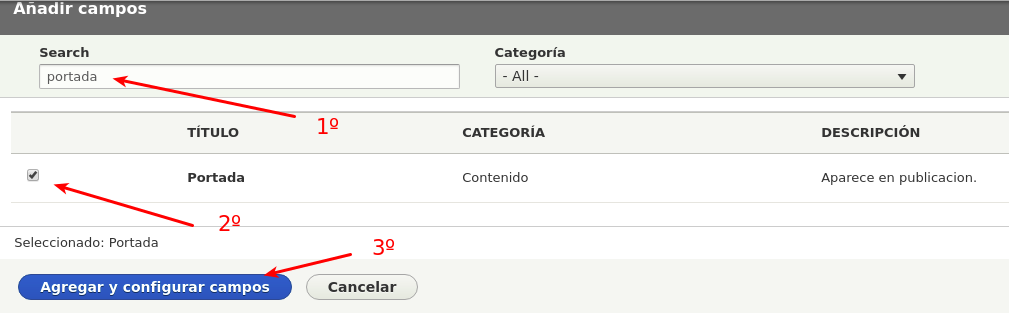 Añadir campos
Search Categoría
portada - All -
1º
TÍTULO CATEGORÍA DESCRIPCIÓN
Portada Contenido Aparece en publicacion.
2º
Seleccionado: Portada
3º
Agregar y configurar campos Cancelar